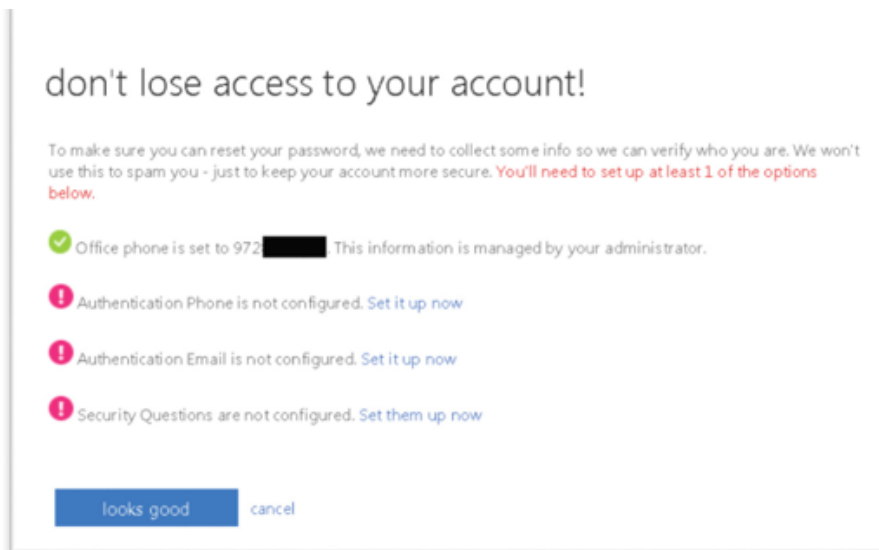 don't lose access to your account!
To make sure you can reset your password, we need to collect some info so we can verify who you are. We won't
use this to spam you - just to keep your account more secure. You'll need to set up at least 1 of the options
below.
Office phone is set to 972 . This information is managed by your administrator.
Authentication Phone is not configured. Set it up now
Authentication Email is not configured. Set it up now
Security Questions are not configured. Set them up now
looks good cancel